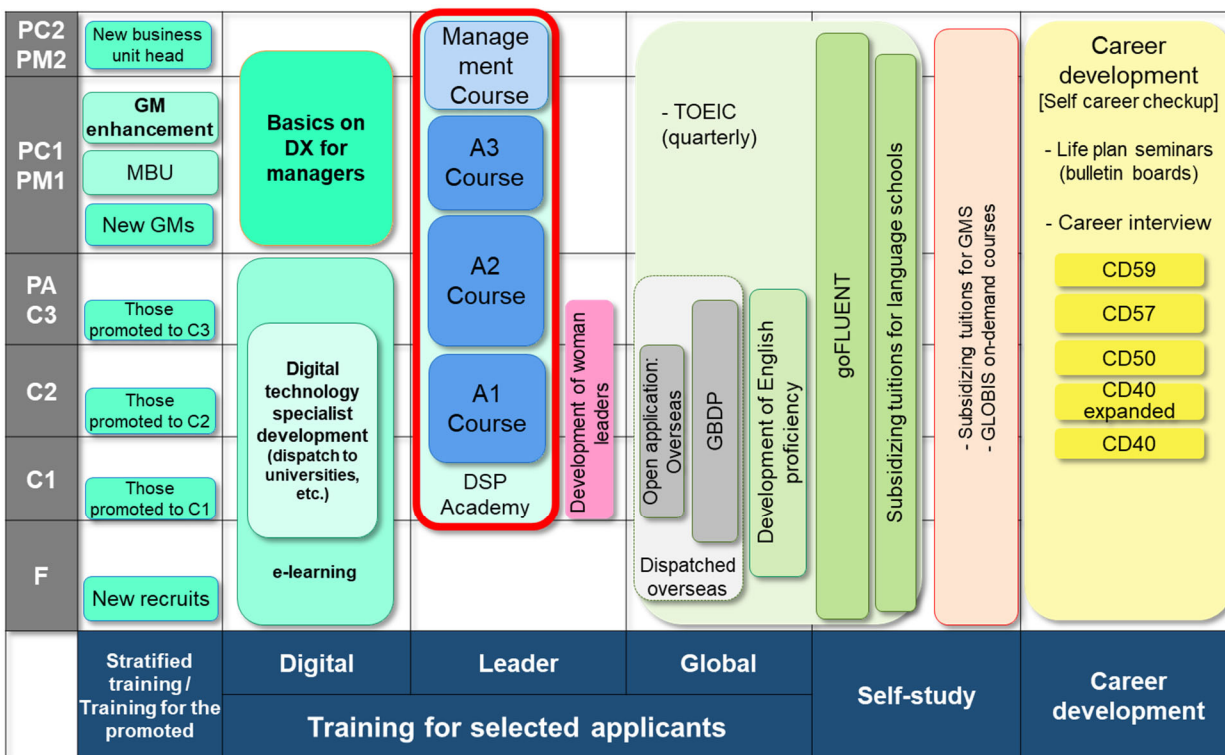 PC2
PM2
New business
unit head
GM
enhancement
PC1
PM1
MBU
New GMs
PA
C3
Those
promoted to C3
C2
Those
promoted to C2
C1
Those
promoted to C1
F
New recruits
Basics on
DX for
managers
Digital
technology
specialist
development
(dispatch to
universities,
etc.)
e-learning
Manage
ment
Course
A3
Course
A2
Course
A1
Course
DSP
Academy
Development of woman
leaders
- TOEIC
(quarterly)
Open application:
Overseas
GBDP
Dispatched
overseas
Development of English
proficiency
goFLUENT
Subsidizing tuitions for language schools
- Subsidizing tuitions for GMS
- GLOBIS on-demand courses
Career
development
[Self career checkup]
- Life plan seminars
(bulletin boards)
- Career interview
CD59
CD57
CD50
CD40
expanded
CD40
Stratified
training /
Training for the
promoted
Digital
Leader
Global
Training for selected applicants
Self-study
Career
development